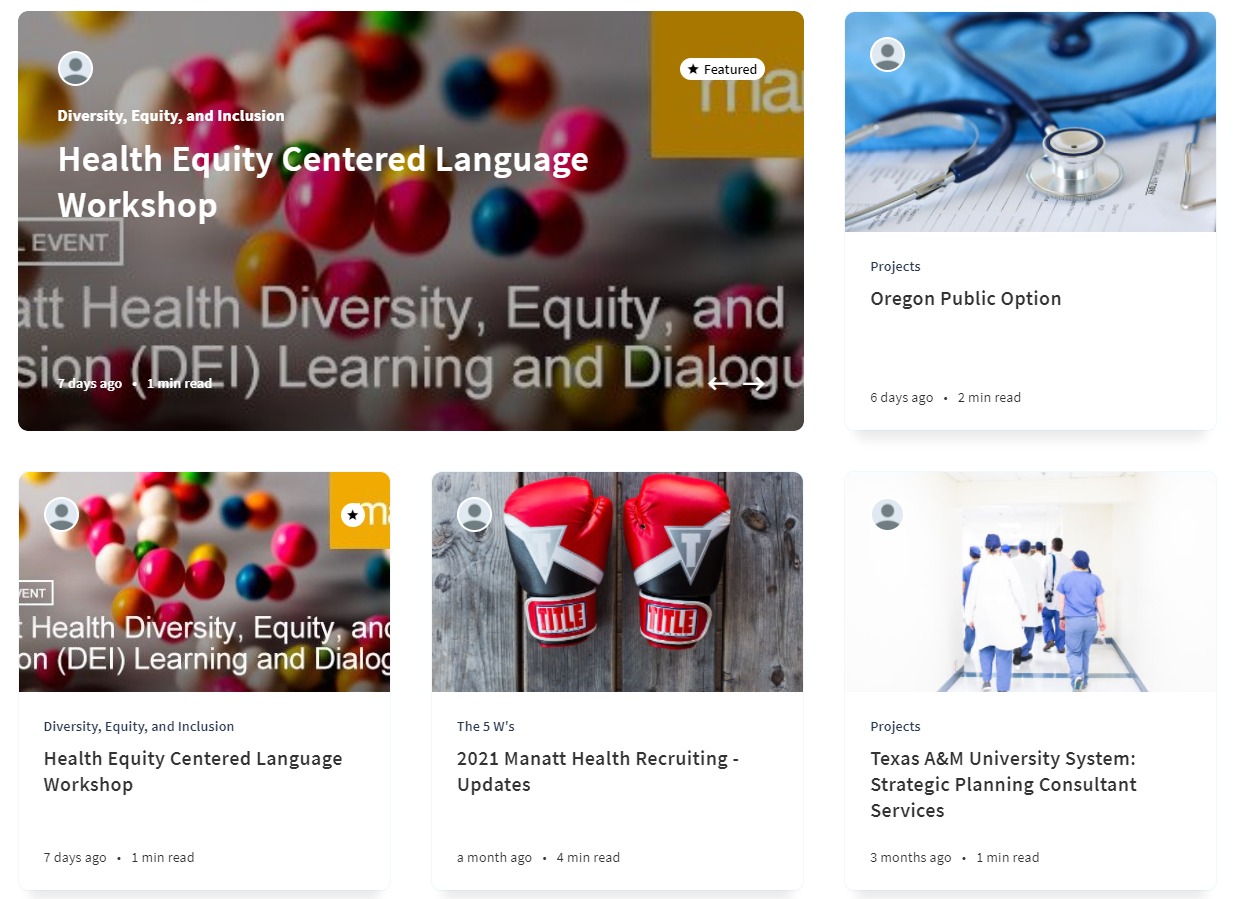 Featured
ma
Diversity, Equity, and Inclusion
Health Equity Centered Language
Workshop
L EVENT
att Health Diversity, Equity, and
sion (DEI) Learning and Dialogu
7 days ago • 1 min read
Projects
Oregon Public Option
6 days ago • 2 min read
ma
VENT
t Health Diversity, Equity, and
on (DEI) Learning and Dialog
Diversity, Equity, and Inclusion
Health Equity Centered Language
Workshop
7 days ago • 1 min read
T T
TITLE TITLE
The 5 W's
2021 Manatt Health Recruiting -
Updates
a month ago • 4 min read
Projects
Texas A&M University System:
Strategic Planning Consultant
Services
3 months ago • 1 min read